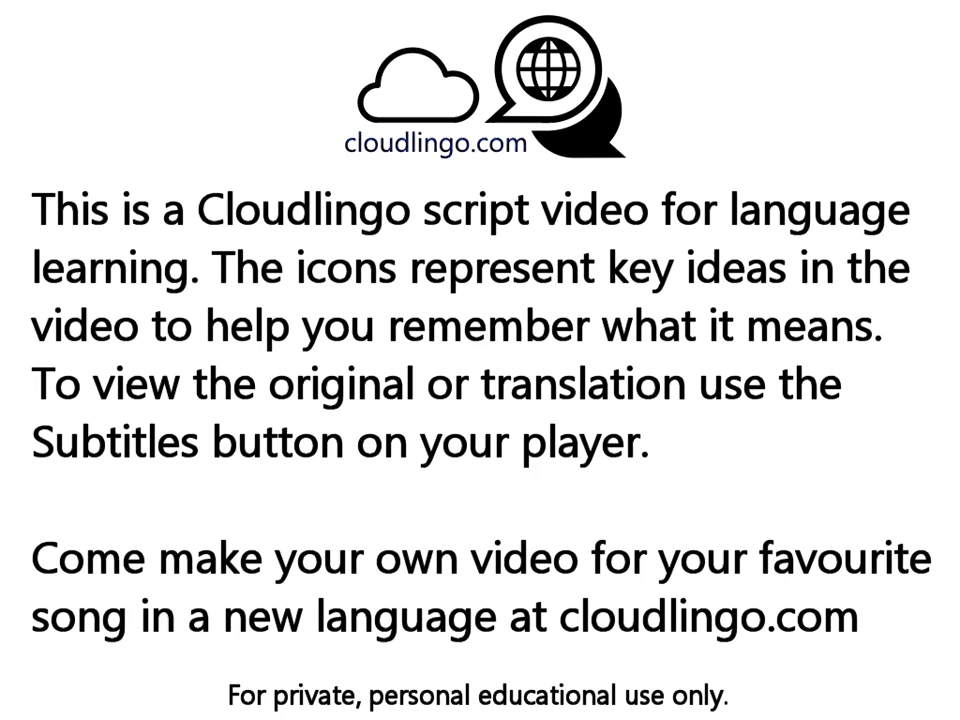 cloudlingo.com
This is a Cloudlingo script video for language
learning. The icons represent key ideas in the
video to help you remember what it means.
To view the original or translation use the
Subtitles button on your player.
Come make your own video for your favourite
song in a new language at cloudlingo.com
For private, personal educational use only.